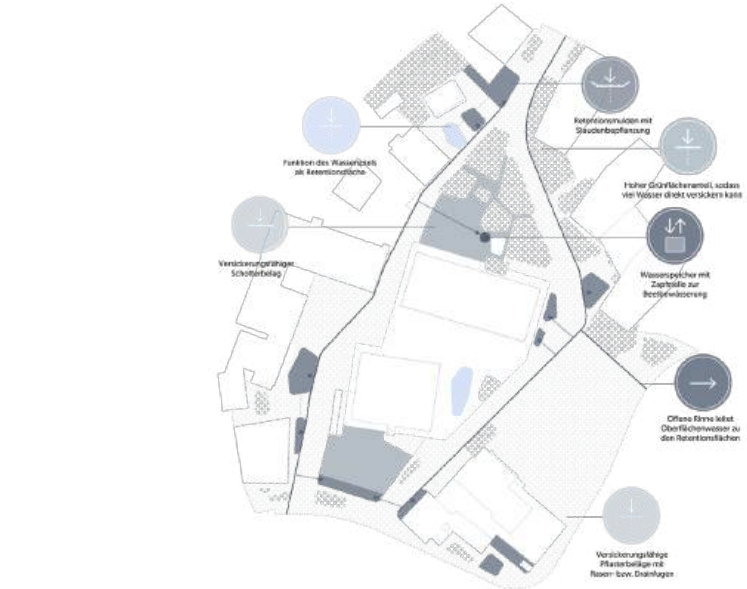 Retentionsmulden mit
Staudenbepflanzung
Funktion des Wasserspiels
als Retentionsfläche
Hoher Grünflächenanteil, sodass
viel Wasser direkt versickern kann
Versickerungsfähiger
Schotterbelag
Wasserspeicher mit
Zapfstelle zur
Beetbewässerung
Offene Rinne leitet
Oberflächenwasser zu
den Retentionsflächen
Versickerungsfähige
Pflasterbeläge mit
Rasen- bzw. Drainfugen